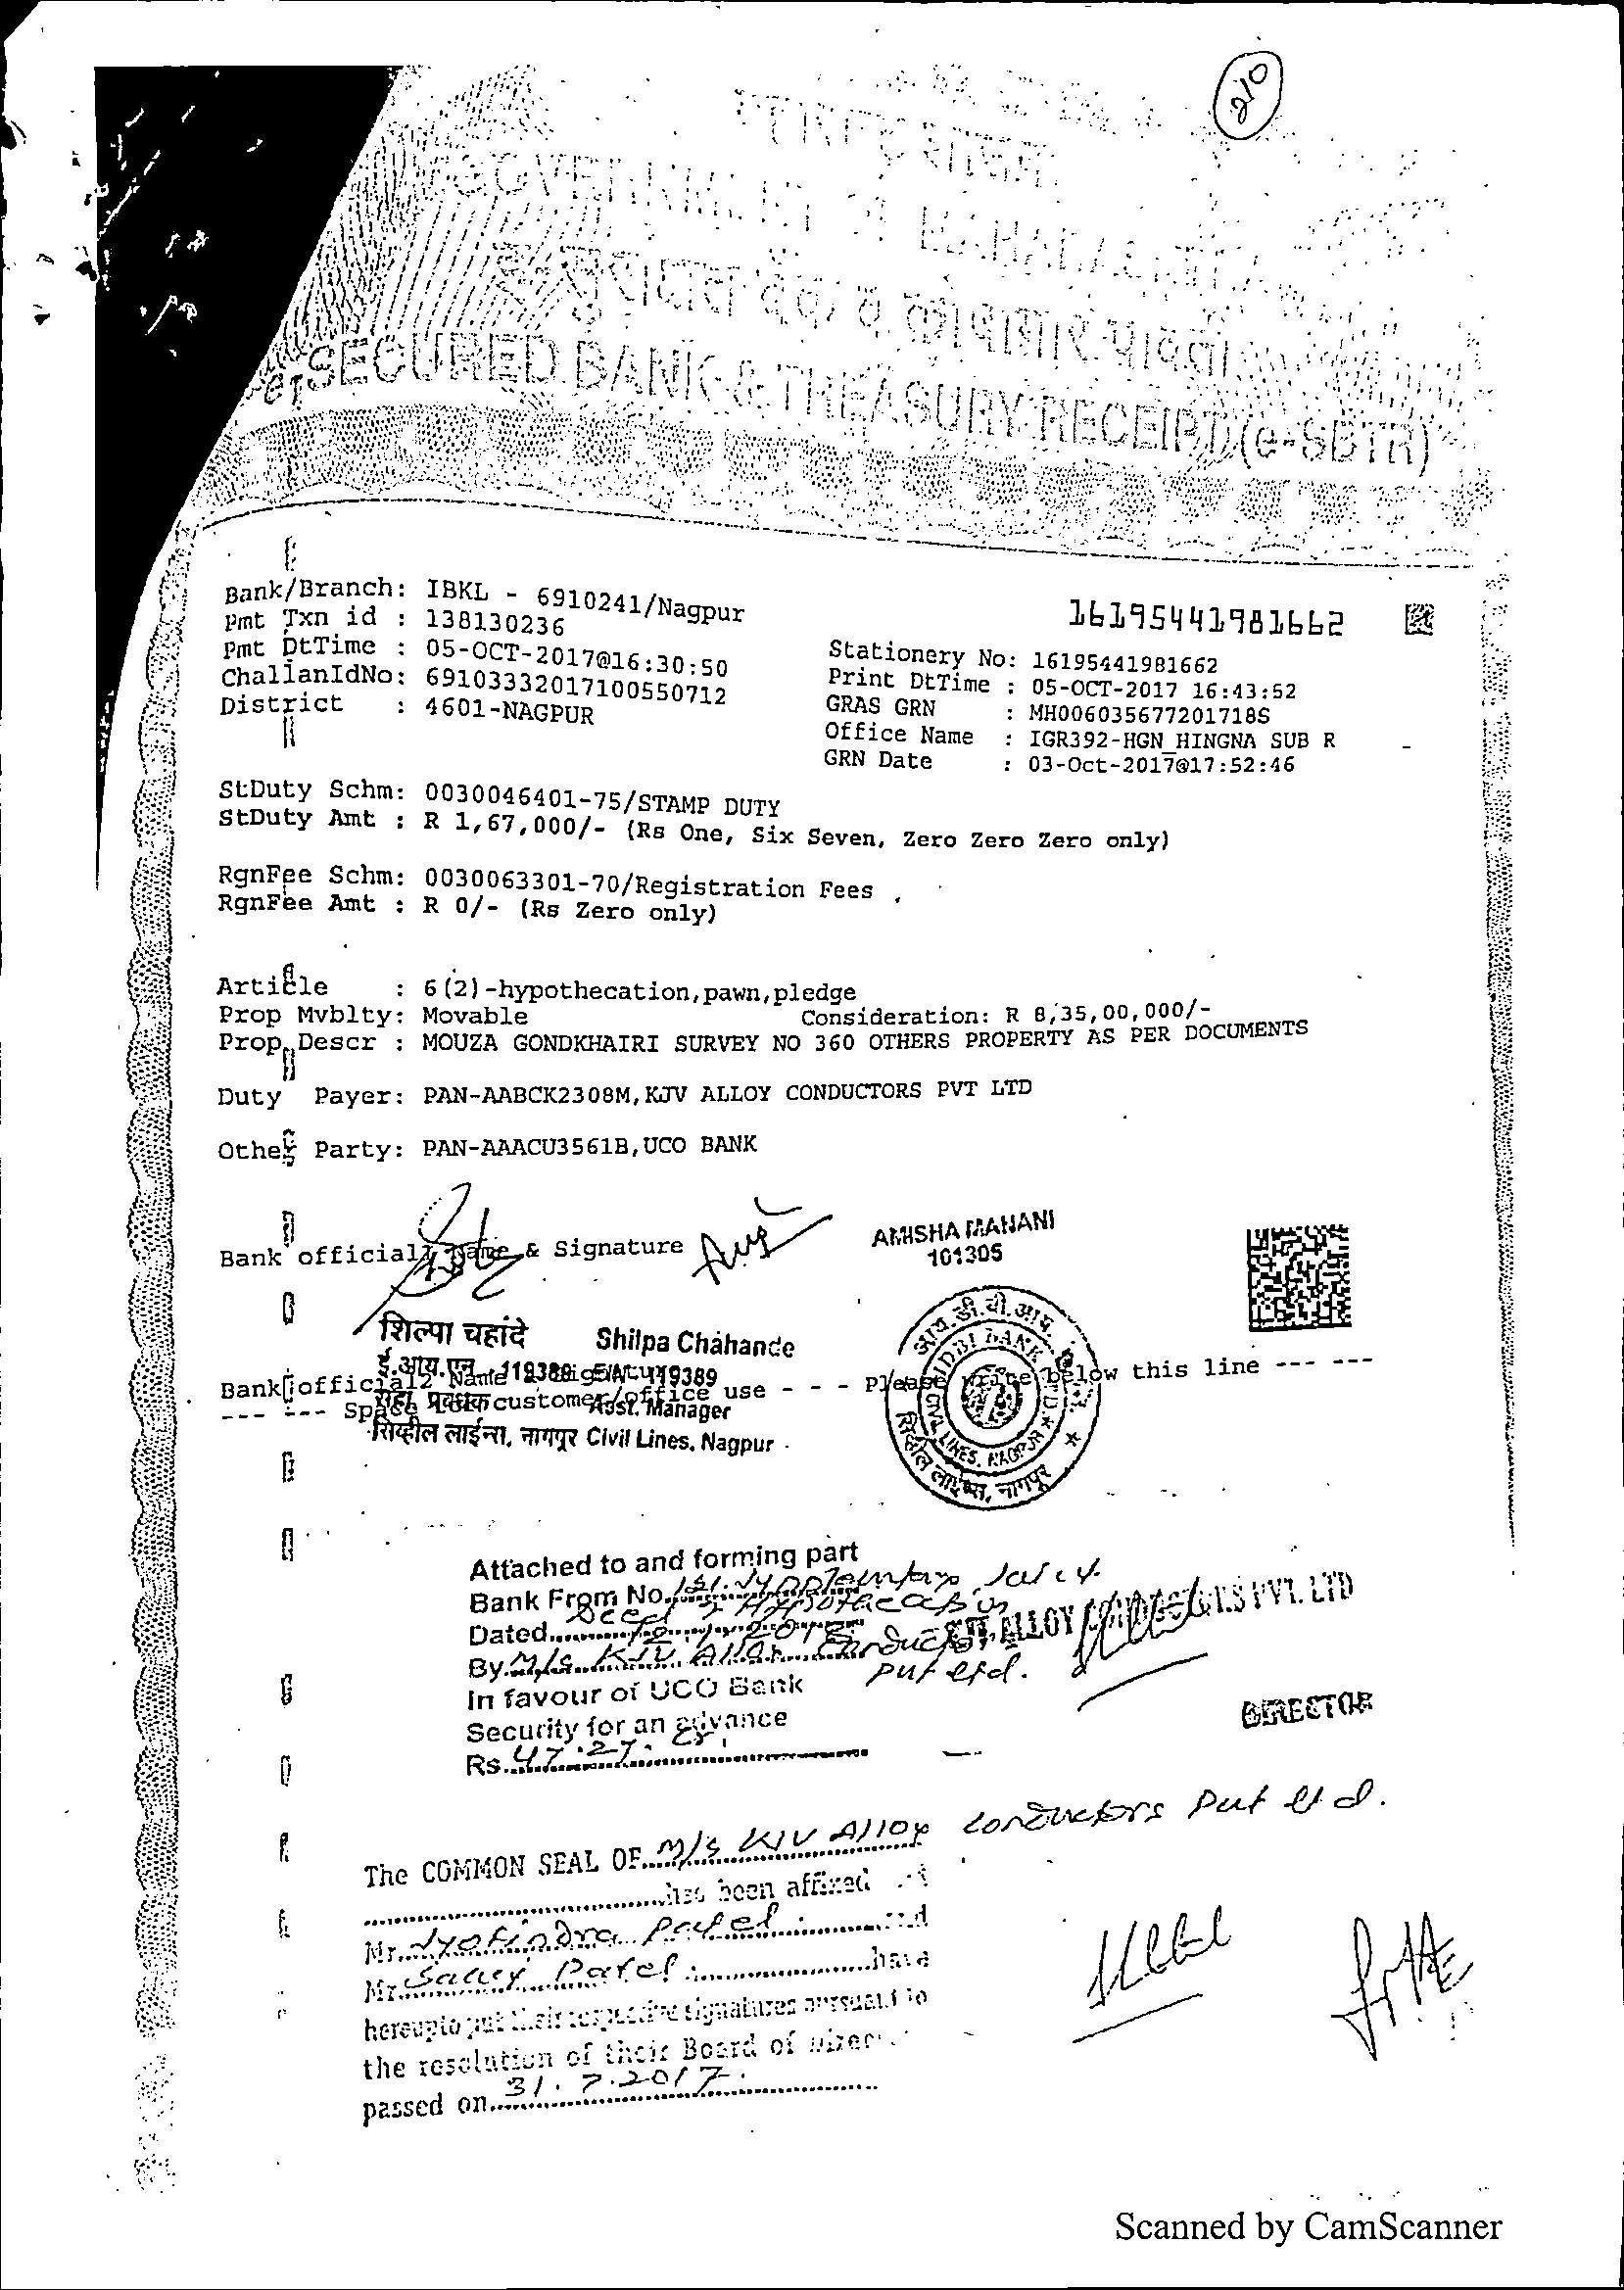 210
GOVERNMENT OF MAHARASHTRA
सुरक्षित बँक व कोषागार पावती
SECURED BANK & TREASURY RECEIPT (e-SBTR)
Bank/Branch: IBKL - 6910241/Nagpur
Pmt Txn id : 138130236
Pmt DtTime : 05-OCT-2017@16:30:50
ChallanIdNo: 69103332017100550712
District : 4601-NAGPUR
16195441981662
Stationery No: 16195441981662
Print DtTime : 05-OCT-2017 16:43:52
GRAS GRN : MH006035677201718S
Office Name : IGR392-HGN_HINGNA SUB R
GRN Date : 03-Oct-2017@17:52:46
StDuty Schm: 0030046401-75/STAMP DUTY
StDuty Amt : R 1,67,000/- (Rs One, Six Seven, Zero Zero Zero only)
RgnFee Schm: 0030063301-70/Registration Fees
RgnFee Amt : R 0/- (Rs Zero only)
Article : 6(2)-hypothecation,pawn,pledge
Prop Mvblty: Movable Consideration: R 8,35,00,000/-
Prop Descr : MOUZA GONDKHAIRI SURVEY NO 360 OTHERS PROPERTY AS PER DOCUMENTS
Duty Payer: PAN-AABCK2308M,KJV ALLOY CONDUCTORS PVT LTD
Other Party: PAN-AAACU3561B,UCO BANK
Bank official1 Name & Signature
AMISHA MAHANI
101305
शिल्पा चहांदे Shilpa Chahande
ई.आय.एन. 119389 EIN 119389
Bank official2 Name & Signature
--- --- Space for customer/office use - - - Please write below this line --- ---
सहा प्रबंधक Asst. Manager
सिव्हील लाईन्स, नागपूर Civil Lines, Nagpur
आय.डी.बी.आय.
IDBI BANK LTD.
CIVIL LINES, NAGPUR
सिव्हील लाईन्स, नागपूर
Attached to and forming part
Bank From No. 1st. Supplementary
Deed of Hypothecation
Dated
By M/s KJV Alloy Conductors
Pvt Ltd.
KJV ALLOY CONDUCTORS PVT. LTD
DIRECTOR
In favour of UCO Bank
Security for an advance
Rs. 47.27. cr
The COMMON SEAL OF M/s KJV Alloy Conductors Pvt Ltd.
has been affixed
Mr. Jyotindra Patel and
Mr. Patel have
hereupto put their respective signatures pursuant to
the resolution of their Board of
passed on 31.7.2017.
Scanned by CamScanner